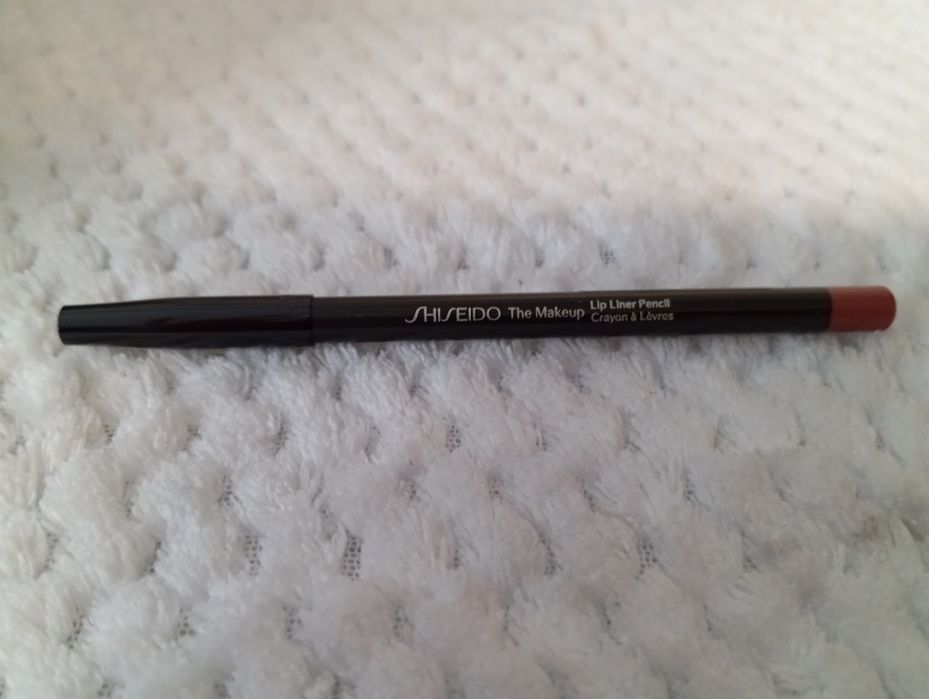 SHISEIDO The Makeup Lip Liner Pencil
Crayon à Lèvres